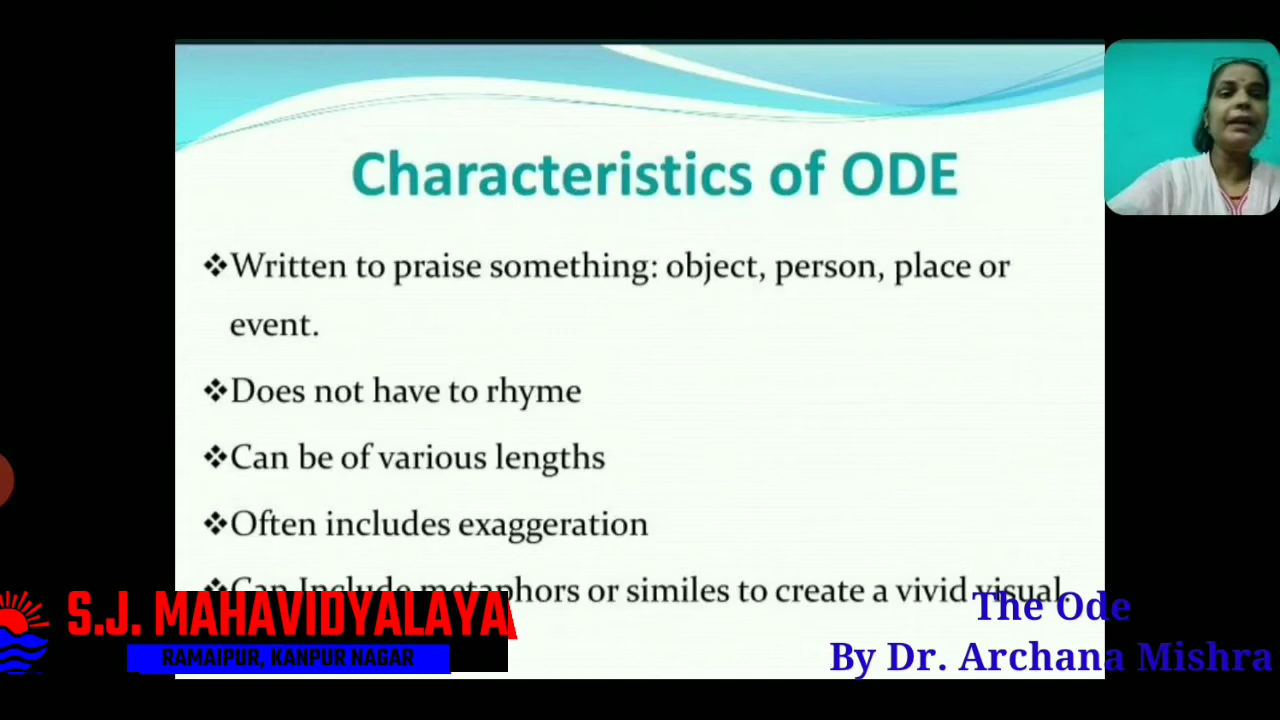 Characteristics of ODE
❖Written to praise something: object, person, place or
event.
❖Does not have to rhyme
❖Can be of various lengths
❖Often includes exaggeration
❖Can Include metaphors or similes to create a vivid visual.
S.J. MAHAVIDYALAYA
RAMAIPUR, KANPUR NAGAR
The Ode
By Dr. Archana Mishra